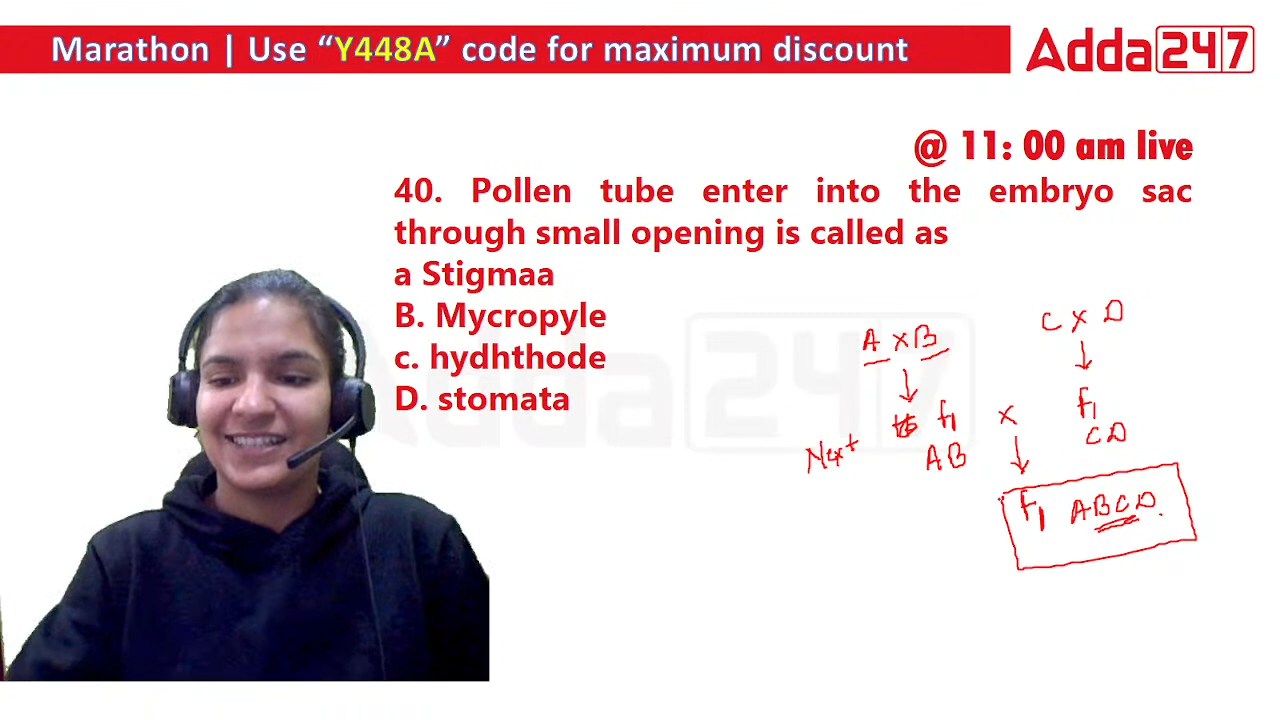 Marathon | Use “Y448A” code for maximum discount
Adda247
@ 11: 00 am live
40. Pollen tube enter into the embryo sac
through small opening is called as
a Stigmaa
B. Mycropyle
c. hydhthode
D. stomata
Adda247
A x B
C x D
f1
x
f1
AB
CD
Next
F1 ABCD